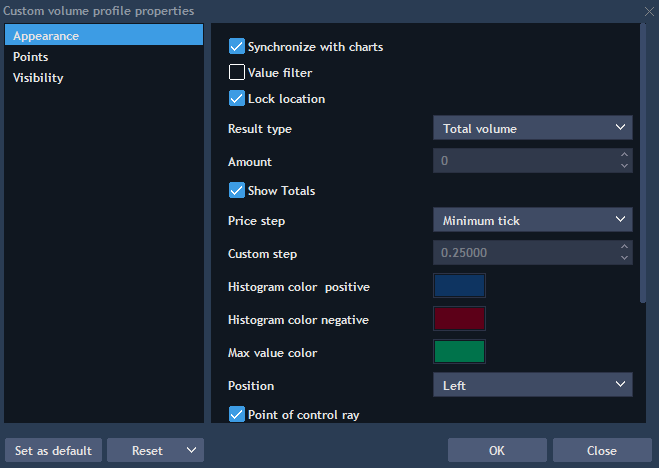 Custom volume profile properties
Appearance
Points
Visibility
Synchronize with charts
Value filter
Lock location
Result type Total volume
Amount 0
Show Totals
Price step Minimum tick
Custom step 0.25000
Histogram color  positive
Histogram color negative
Max value color
Position Left
Point of control ray
Set as default Reset OK Close